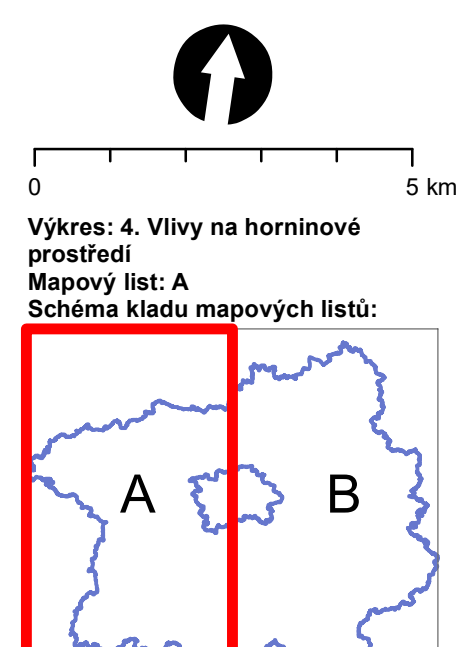 0 5 km
Výkres: 4. Vlivy na horninové
prostředí
Mapový list: A
Schéma kladu mapových listů:
A B